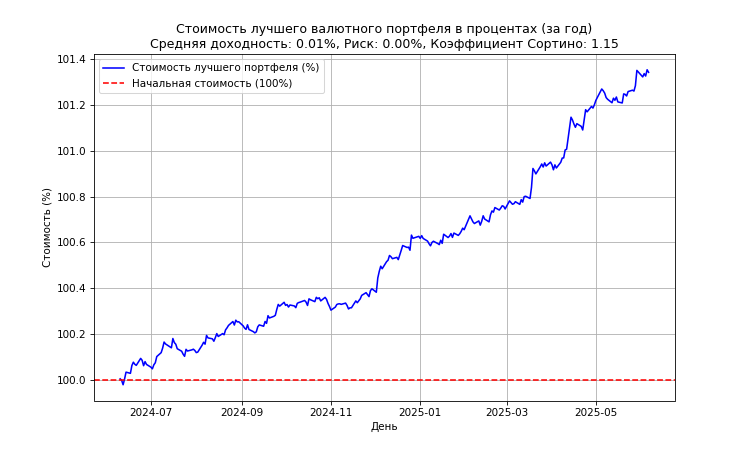 Стоимость лучшего валютного портфеля в процентах (за год)
Средняя доходность: 0.01%, Риск: 0.00%, Коэффициент Сортино: 1.15
Стоимость лучшего портфеля (%)
Начальная стоимость (100%)
Стоимость (%)
101.4
101.2
101.0
100.8
100.6
100.4
100.2
100.0
2024-07
2024-09
2024-11
2025-01
2025-03
2025-05
День